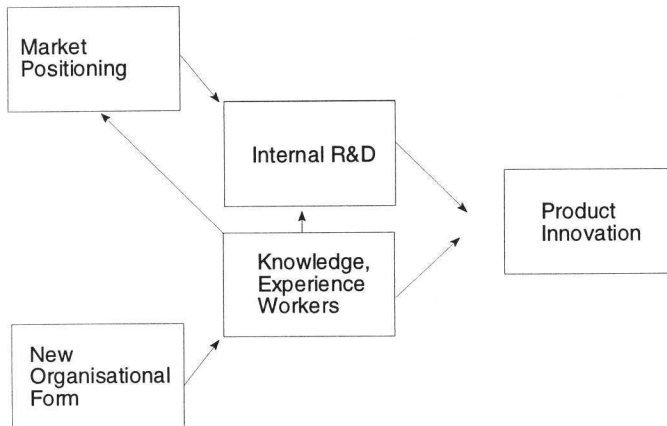 Market
Positioning
Internal R&D
Product
Innovation
Knowledge,
Experience
Workers
New
Organisational
Form